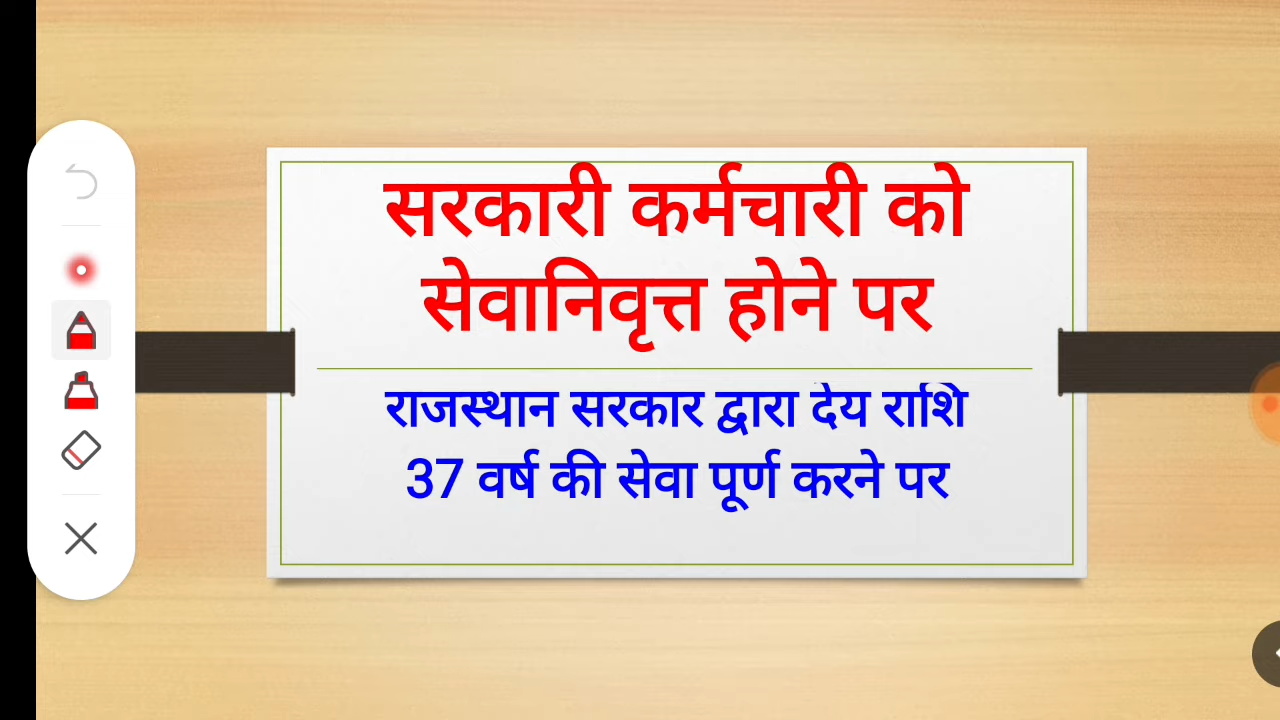 सरकारी कर्मचारी को
सेवानिवृत्त होने पर
राजस्थान सरकार द्वारा देय राशि
37 वर्ष की सेवा पूर्ण करने पर